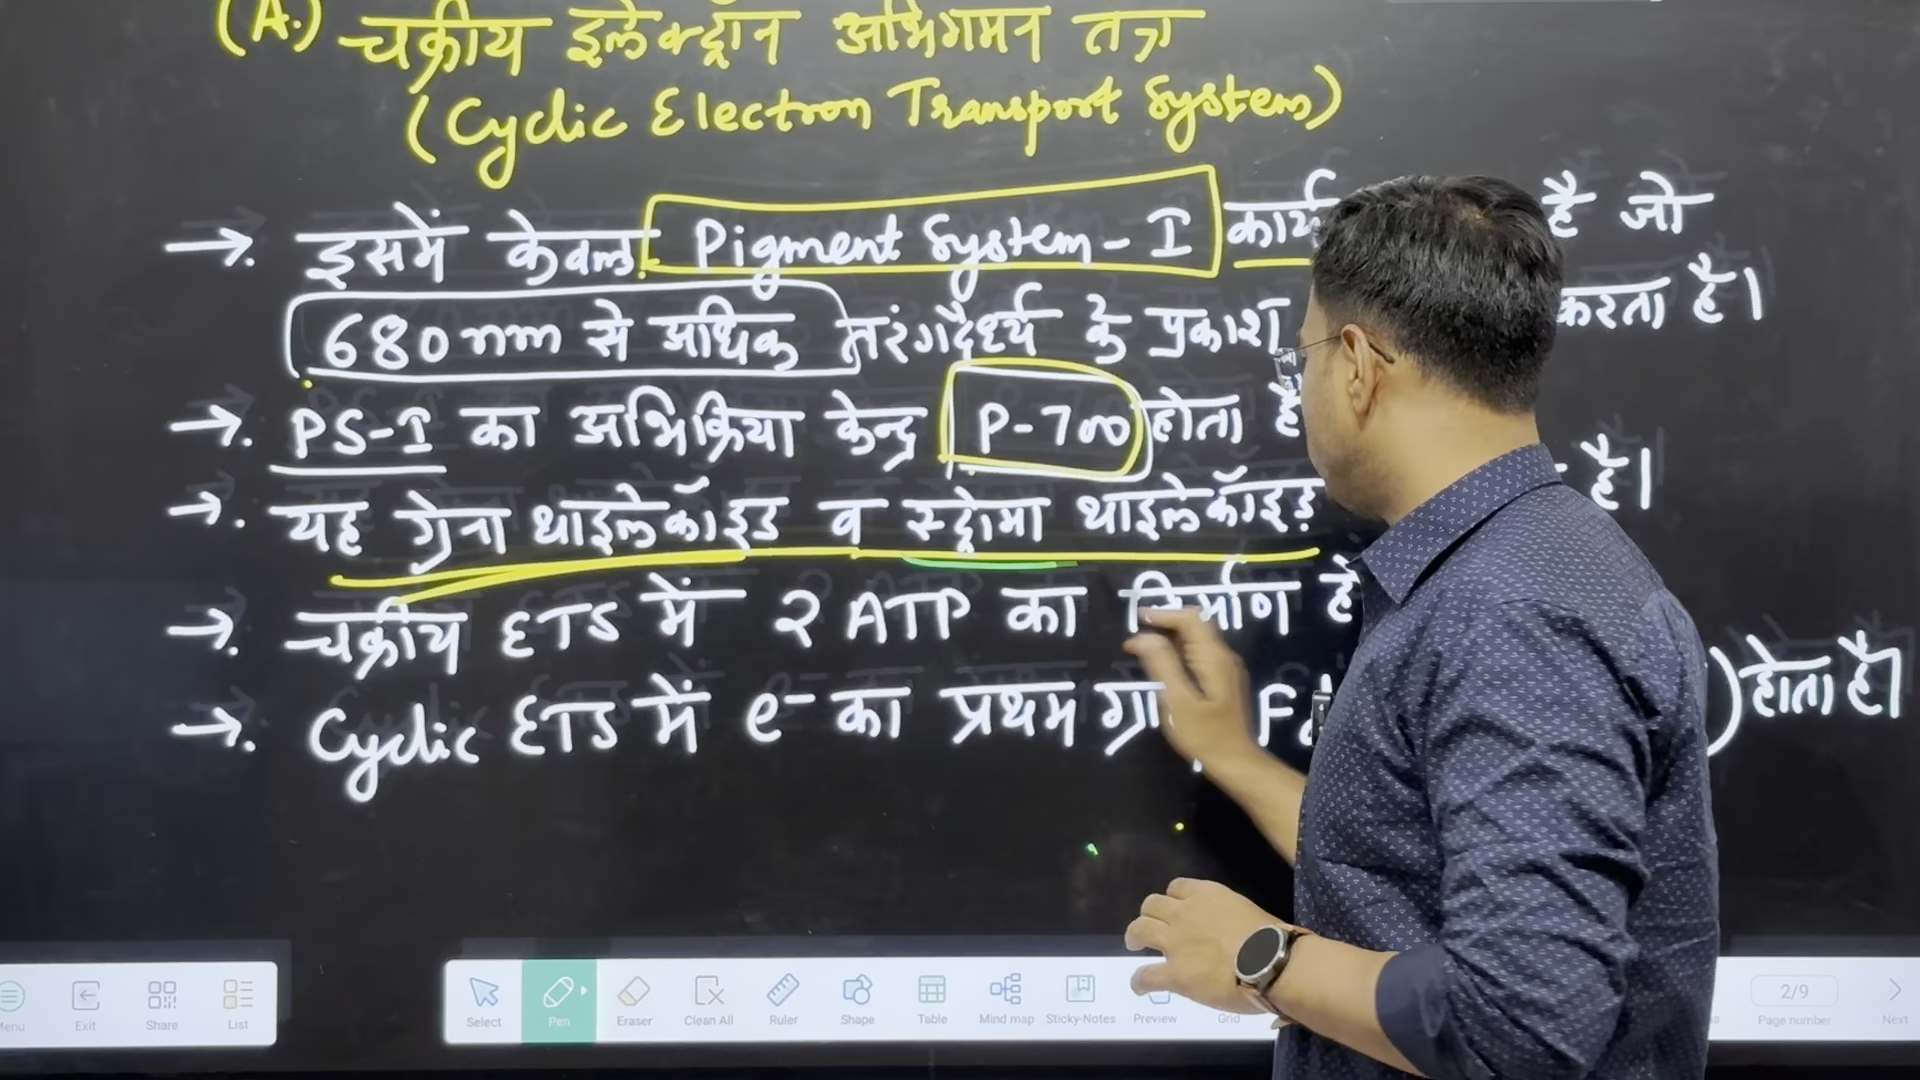 (A.) चक्रीय इलेक्ट्रॉन अभिगमन तंत्र
(Cyclic Electron Transport System)
→. इसमें केवल Pigment System-I कार्य है जो
680nm से अधिक तरंगदैर्ध्य के प्रकाश करता है।
→. PS-I का अभिक्रिया केन्द्र P-700 होता है
→. यह ग्रेना थाइलेकॉइड व स्ट्रोमा थाइलेकॉइड है।
→. चक्रीय ETS में 2 ATP का निर्माण
→. Cyclic ETS में e⁻ का प्रथम ) होता है।
Menu Exit Share List Select Pen Eraser Clean All Ruler Shape Table Mind map Sticky-Notes Preview Grid 2/9 Page number Next